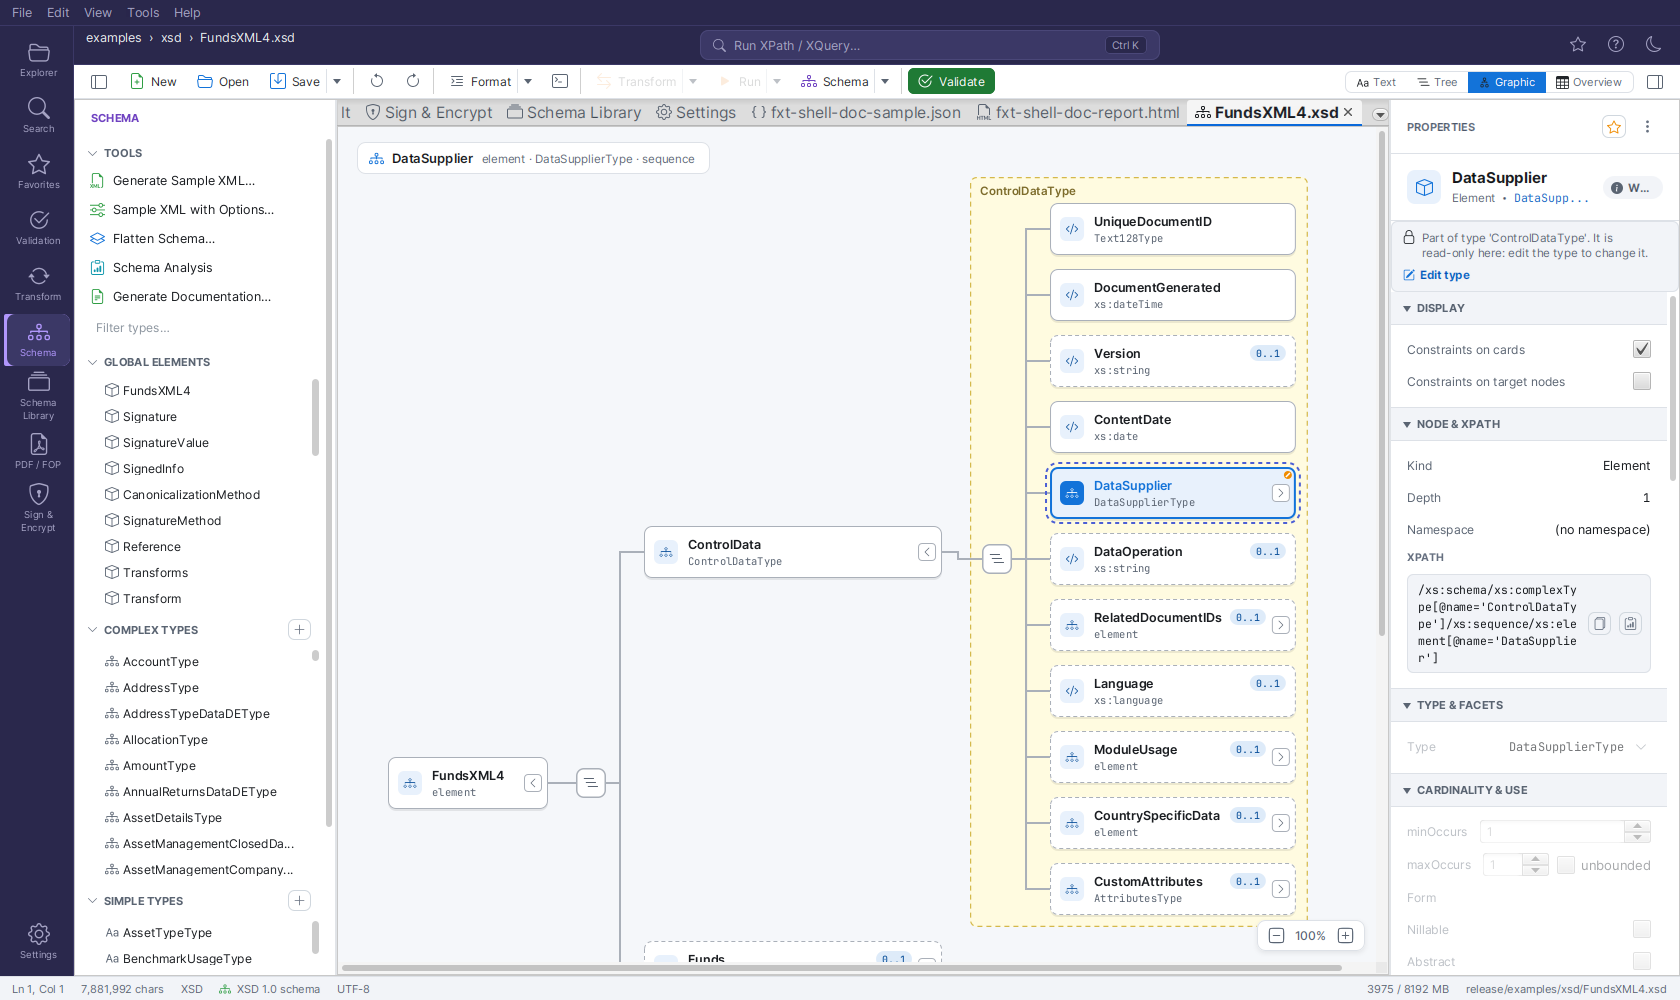 File Edit View Tools Help
examples › xsd › FundsXML4.xsd
Run XPath / XQuery... Ctrl K
New Open Save Format Transform Run Schema Validate
Aa Text Tree Graphic Overview
Explorer
Search
Favorites
Validation
Transform
Schema
Schema
Library
PDF / FOP
Sign &
Encrypt
Settings
SCHEMA
TOOLS
Generate Sample XML...
Sample XML with Options...
Flatten Schema...
Schema Analysis
Generate Documentation...
Filter types...
GLOBAL ELEMENTS
FundsXML4
Signature
SignatureValue
SignedInfo
CanonicalizationMethod
SignatureMethod
Reference
Transforms
Transform
COMPLEX TYPES
AccountType
AddressType
AddressTypeDataDEType
AllocationType
AmountType
AnnualReturnsDataDEType
AssetDetailsType
AssetManagementClosedDa...
AssetManagementCompany...
SIMPLE TYPES
Aa AssetTypeType
Aa BenchmarkUsageType
lt Sign & Encrypt Schema Library Settings { } fxt-shell-doc-sample.json fxt-shell-doc-report.html FundsXML4.xsd
DataSupplier element · DataSupplierType · sequence
FundsXML4
element
ControlData
ControlDataType
Funds 0..1
ControlDataType
UniqueDocumentID
Text128Type
DocumentGenerated
xs:dateTime
Version 0..1
xs:string
ContentDate
xs:date
DataSupplier
DataSupplierType
DataOperation 0..1
xs:string
RelatedDocumentIDs 0..1
element
Language 0..1
xs:language
ModuleUsage 0..1
element
CountrySpecificData 0..1
element
CustomAttributes 0..1
AttributesType
100%
PROPERTIES
DataSupplier
Element • DataSupp...
W...
Part of type 'ControlDataType'. It is
read-only here: edit the type to change it.
Edit type
DISPLAY
Constraints on cards
Constraints on target nodes
NODE & XPATH
Kind Element
Depth 1
Namespace (no namespace)
XPATH
/xs:schema/xs:complexTy
pe[@name='ControlDataTy
pe']/xs:sequence/xs:ele
ment[@name='DataSupplie
r']
TYPE & FACETS
Type DataSupplierType
CARDINALITY & USE
minOccurs 1
maxOccurs 1 unbounded
Form
Nillable
Abstract
Ln 1, Col 1 7,881,992 chars XSD XSD 1.0 schema UTF-8 3975 / 8192 MB release/examples/xsd/FundsXML4.xsd